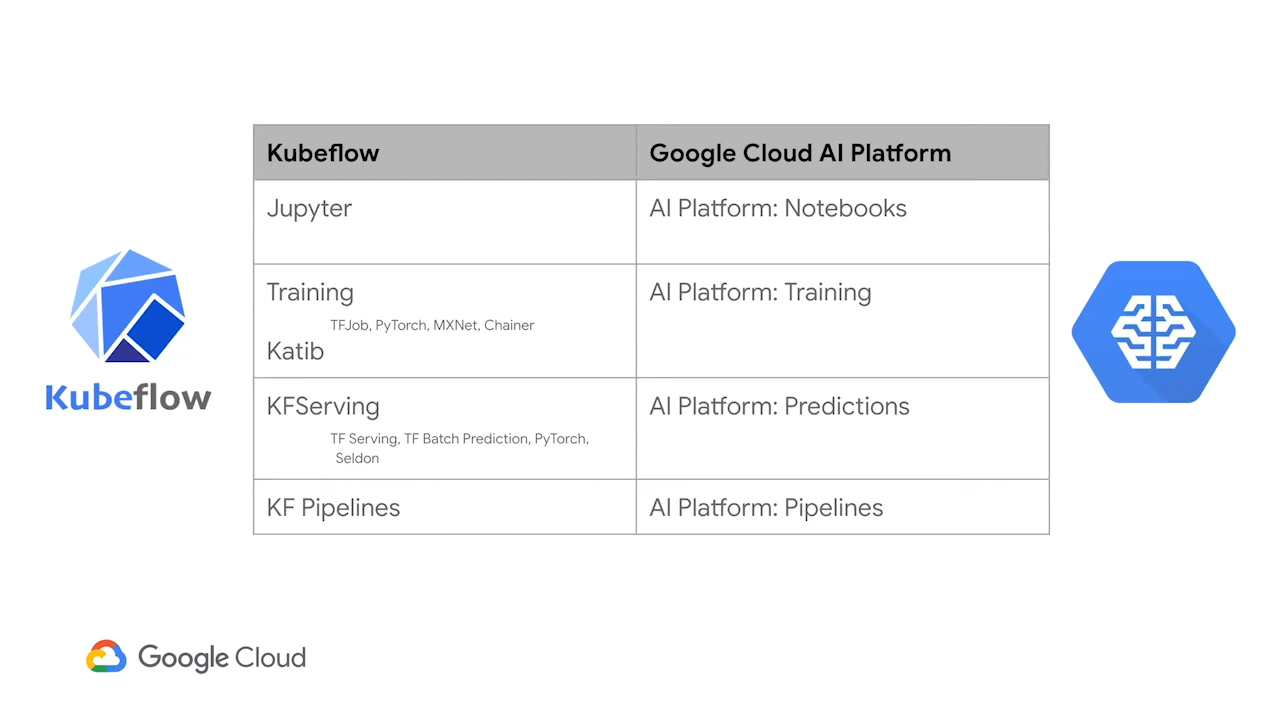 Kubeflow
Google Cloud AI Platform
Jupyter
AI Platform: Notebooks
Training
TFJob, PyTorch, MXNet, Chainer
Katib
AI Platform: Training
KFServing
TF Serving, TF Batch Prediction, PyTorch,
Seldon
AI Platform: Predictions
KF Pipelines
AI Platform: Pipelines
Kubeflow
Google Cloud